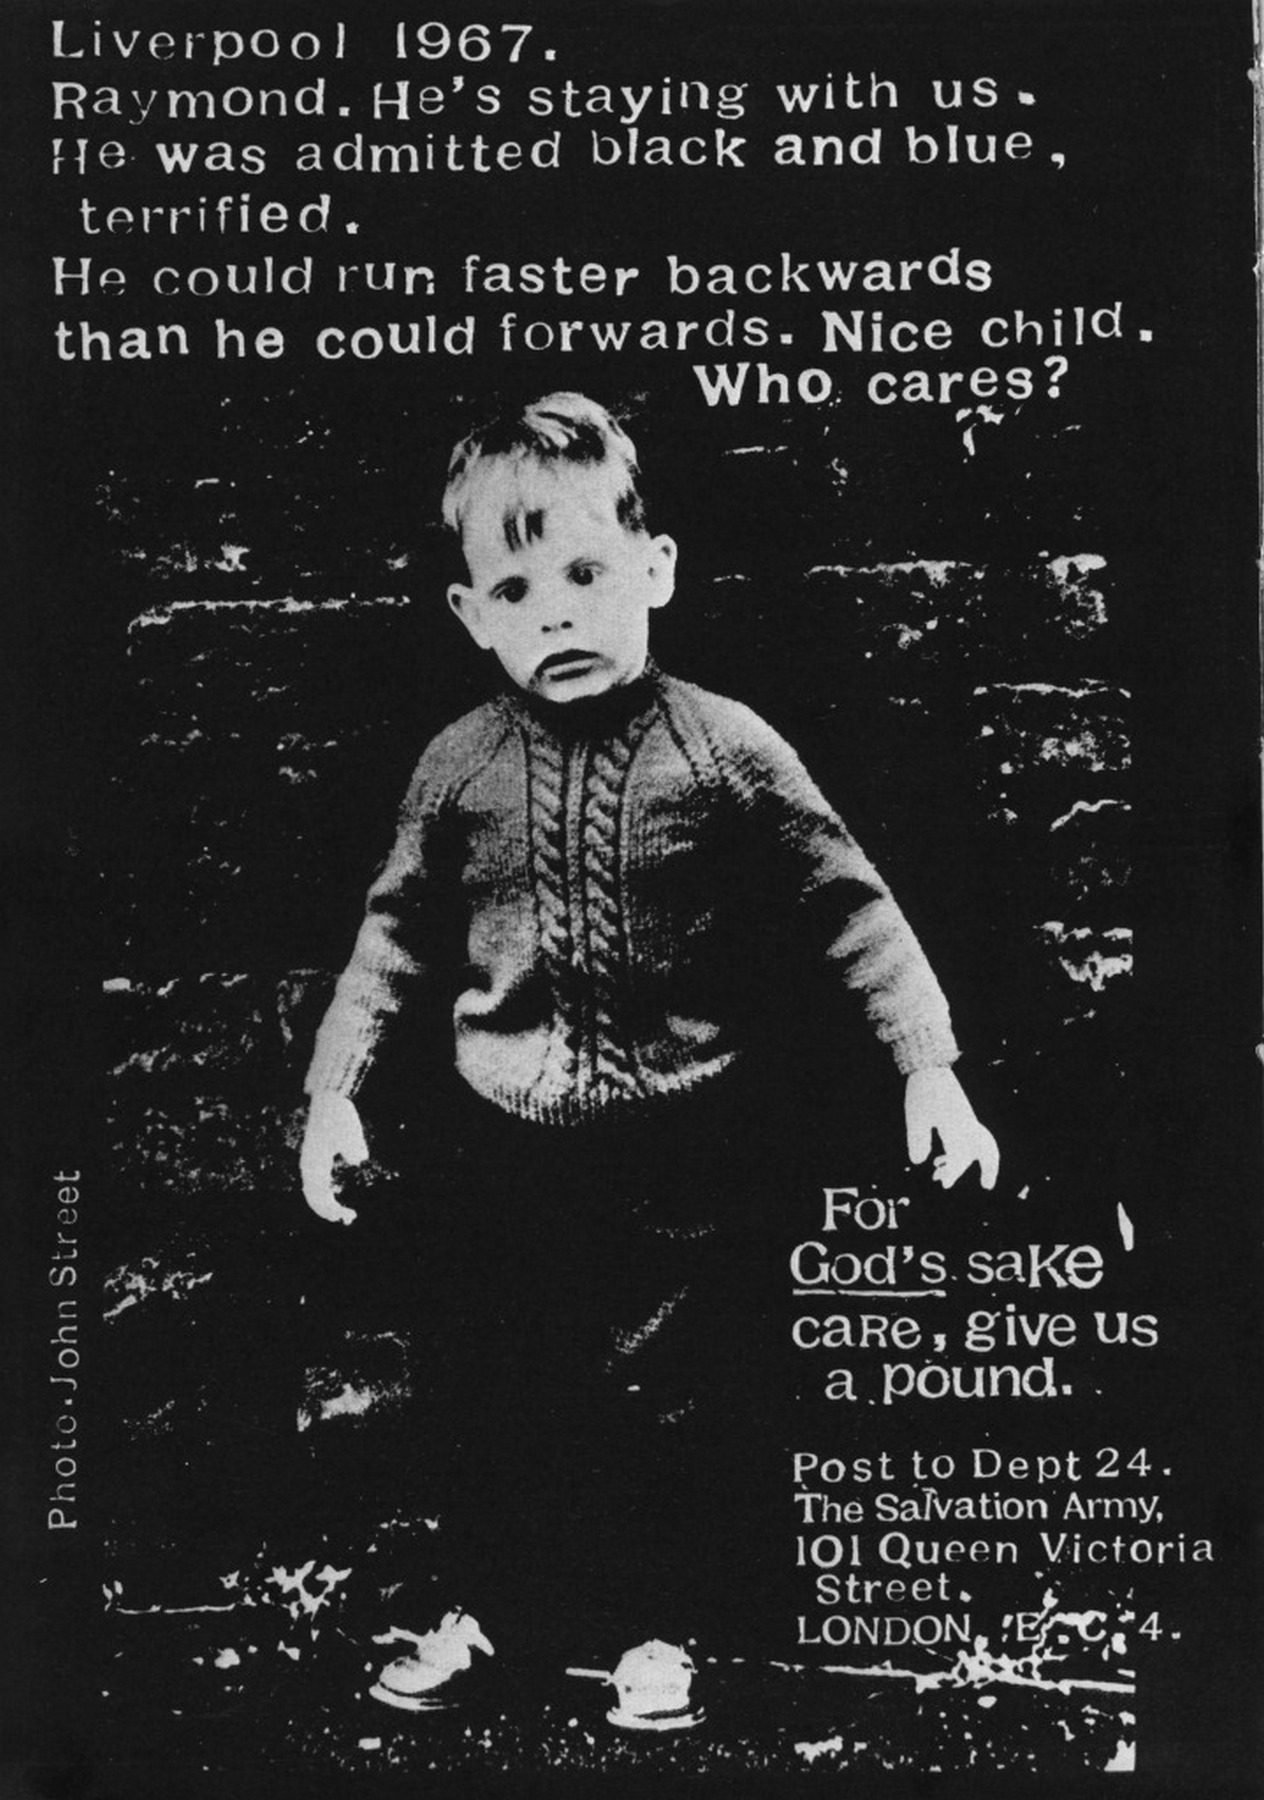 Liverpool 1967.
Raymond. He's staying with us.
He was admitted black and blue,
terrified.
He could run faster backwards
than he could forwards. Nice child.
Who cares?
For
God's sake
care, give us
a pound.
Post to Dept 24.
The Salvation Army,
101 Queen Victoria
Street.
LONDON, E.C.4.
Photo. John Street